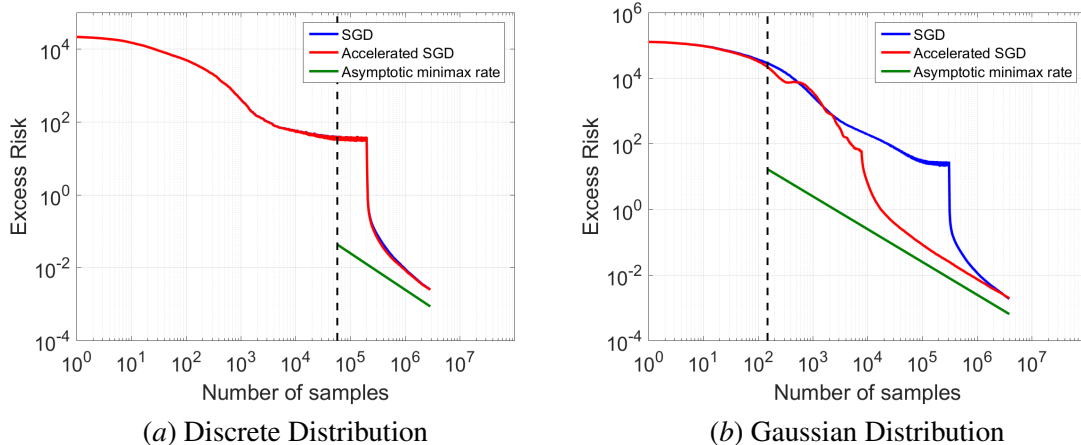 SGD
Accelerated SGD
Asymptotic minimax rate
Excess Risk
10^4
10^2
10^0
10^-2
10^-4
10^0 10^1 10^2 10^3 10^4 10^5 10^6 10^7
Number of samples
(a) Discrete Distribution
SGD
Accelerated SGD
Asymptotic minimax rate
Excess Risk
10^6
10^4
10^2
10^0
10^-2
10^-4
10^0 10^1 10^2 10^3 10^4 10^5 10^6 10^7
Number of samples
(b) Gaussian Distribution